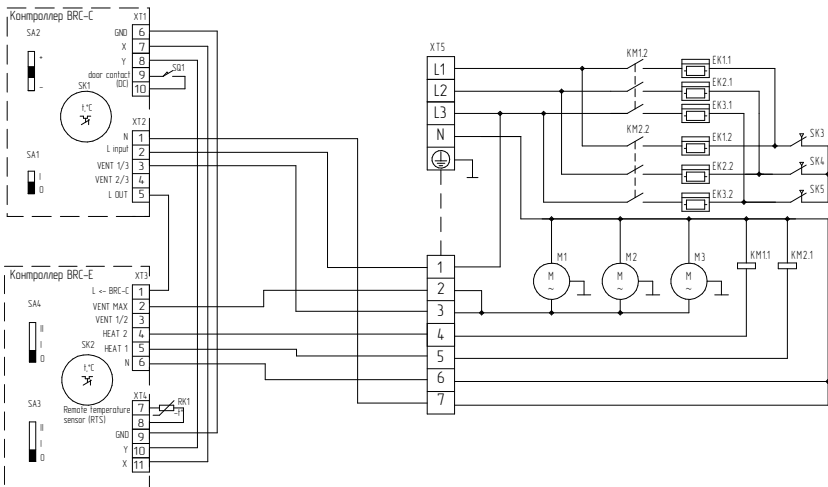 Контроллер BRC-C
XT1
SA2
+
−
GND 6
X 7
Y 8
door contact (DC) 9
10
SQ1
SK1
t,°C
XT2
N 1
L input 2
VENT 1/3 3
VENT 2/3 4
L OUT 5
SA1
I
0
Контроллер BRC-E
XT3
L <- BRC-C 1
VENT MAX 2
VENT 1/2 3
HEAT 2 4
HEAT 1 5
N 6
SA4
II
I
0
SK2
t,°C
XT4
Remote temperature
sensor (RTS)
7
8
RK1
-t°
GND 9
Y 10
X 11
SA3
II
I
0
XT5
L1
L2
L3
N
1
2
3
4
5
6
7
KM1.2
EK1.1
EK2.1
EK3.1
KM2.2
EK1.2
EK2.2
EK3.2
SK3
SK4
SK5
M1
M
~
M2
M
~
M3
M
~
KM1.1
KM2.1